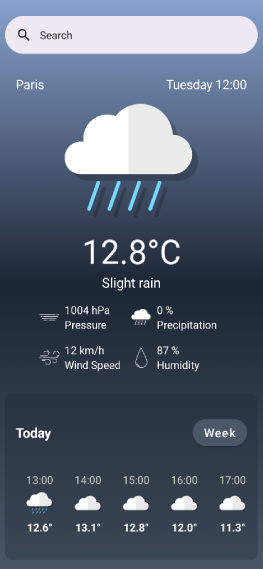 Search
Paris Tuesday 12:00
12.8°C
Slight rain
1004 hPa 0 %
Pressure Precipitation
12 km/h 87 %
Wind Speed Humidity
Today Week
13:00 14:00 15:00 16:00 17:00
12.6° 13.1° 12.8° 12.0° 11.3°